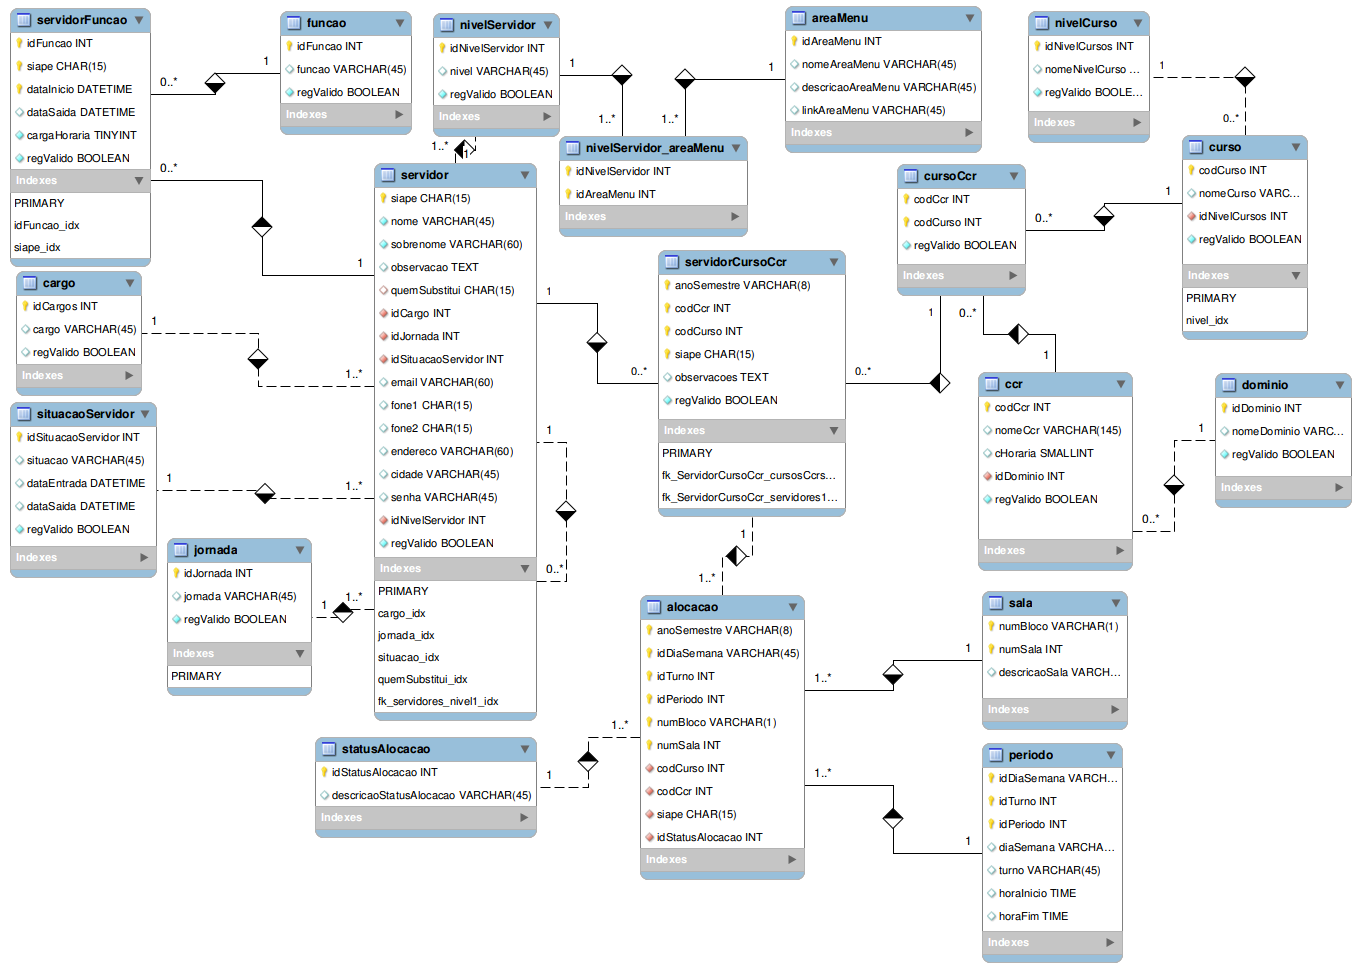 servidorFuncao
idFuncao INT
siape CHAR(15)
dataInicio DATETIME
dataSaida DATETIME
cargaHoraria TINYINT
regValido BOOLEAN
Indexes
PRIMARY
idFuncao_idx
siape_idx
0..*
1
0..*
1
funcao
idFuncao INT
funcao VARCHAR(45)
regValido BOOLEAN
Indexes
nivelServidor
idNivelServidor INT
nivel VARCHAR(45)
regValido BOOLEAN
Indexes
1
1..*
1..*
1
areaMenu
idAreaMenu INT
nomeAreaMenu VARCHAR(45)
descricaoAreaMenu VARCHAR(45)
linkAreaMenu VARCHAR(45)
Indexes
1
1..*
nivelServidor_areaMenu
idNivelServidor INT
idAreaMenu INT
Indexes
nivelCurso
idNivelCursos INT
nomeNivelCurso ...
regValido BOOLE...
Indexes
1
0..*
curso
codCurso INT
nomeCurso VARC...
idNivelCursos INT
regValido BOOLEAN
Indexes
PRIMARY
nivel_idx
1
0..*
cursoCcr
codCcr INT
codCurso INT
regValido BOOLEAN
Indexes
1
0..*
0..*
1
servidor
siape CHAR(15)
nome VARCHAR(45)
sobrenome VARCHAR(60)
observacao TEXT
quemSubstitui CHAR(15)
idCargo INT
idJornada INT
idSituacaoServidor INT
email VARCHAR(60)
fone1 CHAR(15)
fone2 CHAR(15)
endereco VARCHAR(60)
cidade VARCHAR(45)
senha VARCHAR(45)
idNivelServidor INT
regValido BOOLEAN
Indexes
PRIMARY
cargo_idx
jornada_idx
situacao_idx
quemSubstitui_idx
fk_servidores_nivel1_idx
1
0..*
1
0..*
servidorCursoCcr
anoSemestre VARCHAR(8)
codCcr INT
codCurso INT
siape CHAR(15)
observacoes TEXT
regValido BOOLEAN
Indexes
PRIMARY
fk_ServidorCursoCcr_cursosCcrs...
fk_ServidorCursoCcr_servidores1...
1
1..*
cargo
idCargos INT
cargo VARCHAR(45)
regValido BOOLEAN
Indexes
1
1..*
situacaoServidor
idSituacaoServidor INT
situacao VARCHAR(45)
dataEntrada DATETIME
dataSaida DATETIME
regValido BOOLEAN
Indexes
1
1..*
jornada
idJornada INT
jornada VARCHAR(45)
regValido BOOLEAN
Indexes
PRIMARY
1
1..*
ccr
codCcr INT
nomeCcr VARCHAR(145)
cHoraria SMALLINT
idDominio INT
regValido BOOLEAN
Indexes
1
0..*
dominio
idDominio INT
nomeDominio VARC...
regValido BOOLEAN
Indexes
alocacao
anoSemestre VARCHAR(8)
idDiaSemana VARCHAR(45)
idTurno INT
idPeriodo INT
numBloco VARCHAR(1)
numSala INT
codCurso INT
codCcr INT
siape CHAR(15)
idStatusAlocacao INT
Indexes
1..*
1
1..*
1
sala
numBloco VARCHAR(1)
numSala INT
descricaoSala VARCH...
Indexes
statusAlocacao
idStatusAlocacao INT
descricaoStatusAlocacao VARCHAR(45)
Indexes
1
1..*
periodo
idDiaSemana VARCH...
idTurno INT
idPeriodo INT
diaSemana VARCHA...
turno VARCHAR(45)
horaInicio TIME
horaFim TIME
Indexes